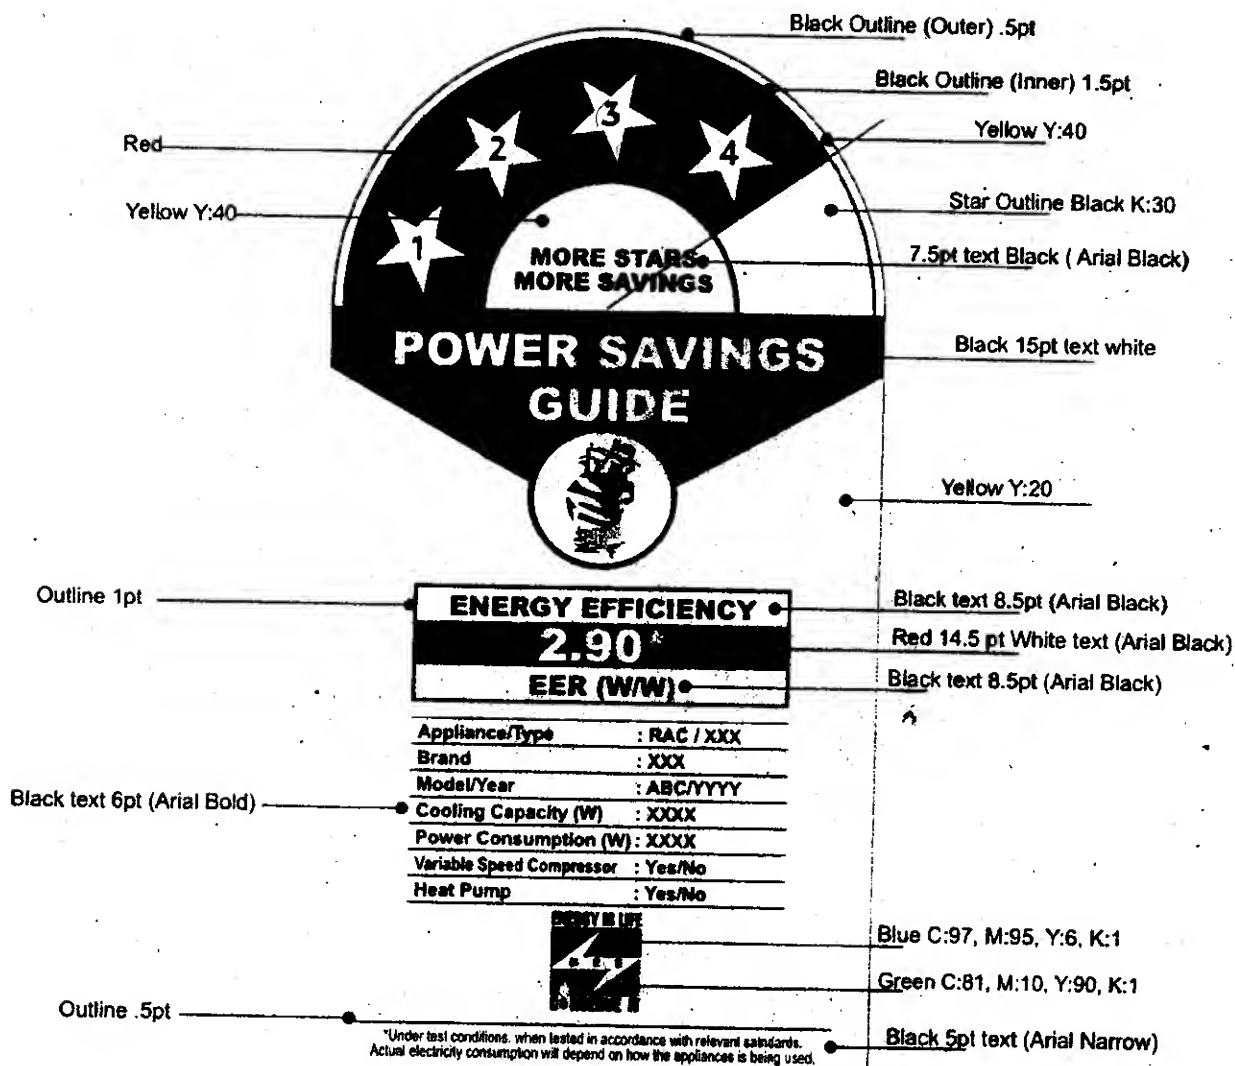 Black Outline (Outer) .5pt
Black Outline (Inner) 1.5pt
Yellow Y:40
Red
Star Outline Black K:30
Yellow Y:40
7.5pt text Black ( Arial Black)
1
2
3
4
MORE STARS
MORE SAVINGS
POWER SAVINGS
GUIDE
Black 15pt text white
Yellow Y:20
Outline 1pt
ENERGY EFFICIENCY
Black text 8.5pt (Arial Black)
2.90*
Red 14.5 pt White text (Arial Black)
EER (W/W)
Black text 8.5pt (Arial Black)
Appliance/Type : RAC / XXX
Brand : XXX
Model/Year : ABC/YYYY
Black text 6pt (Arial Bold)
Cooling Capacity (W) : XXXX
Power Consumption (W) : XXXX
Variable Speed Compressor : Yes/No
Heat Pump : Yes/No
ENERGY IS LIFE
B E E
Blue C:97, M:95, Y:6, K:1
Green C:81, M:10, Y:90, K:1
Outline .5pt
*Under test conditions. when tested in accordance with relevant satndards.
Actual electricity consumption will depend on how the appliances is being used.
Black 5pt text (Arial Narrow)